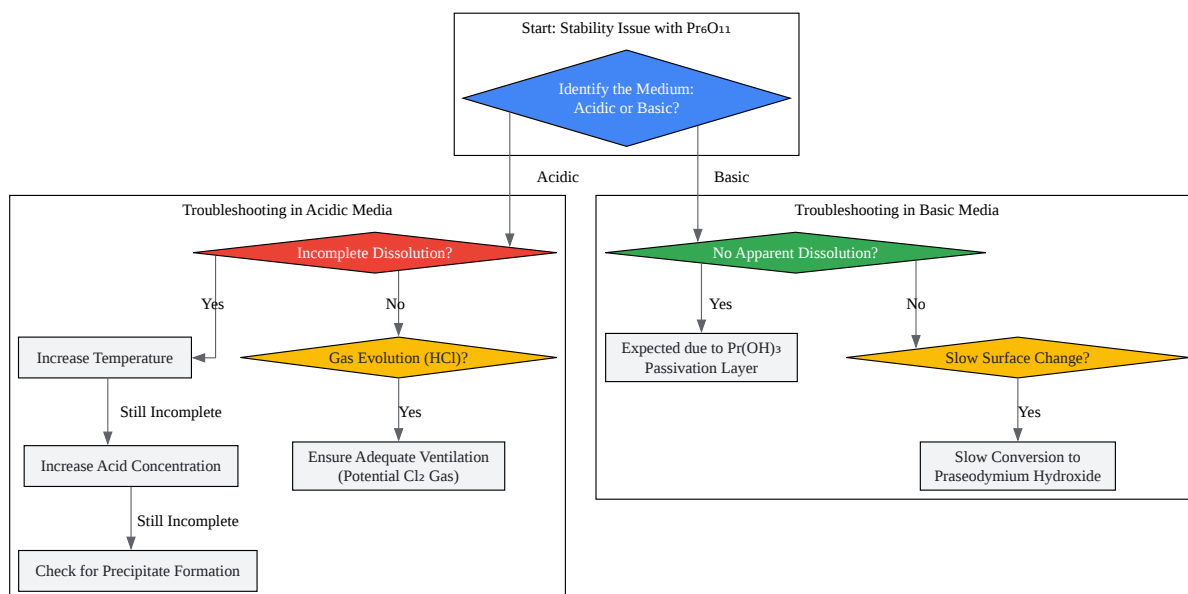 Start: Stability Issue with Pr₆O₁₁
Identify the Medium:
Acidic or Basic?
Acidic
Basic
Troubleshooting in Acidic Media
Incomplete Dissolution?
Yes
No
Increase Temperature
Gas Evolution (HCl)?
Still Incomplete
Yes
Increase Acid Concentration
Ensure Adequate Ventilation
(Potential Cl₂ Gas)
Still Incomplete
Check for Precipitate Formation
Troubleshooting in Basic Media
No Apparent Dissolution?
Yes
No
Expected due to Pr(OH)₃
Passivation Layer
Slow Surface Change?
Yes
Slow Conversion to
Praseodymium Hydroxide